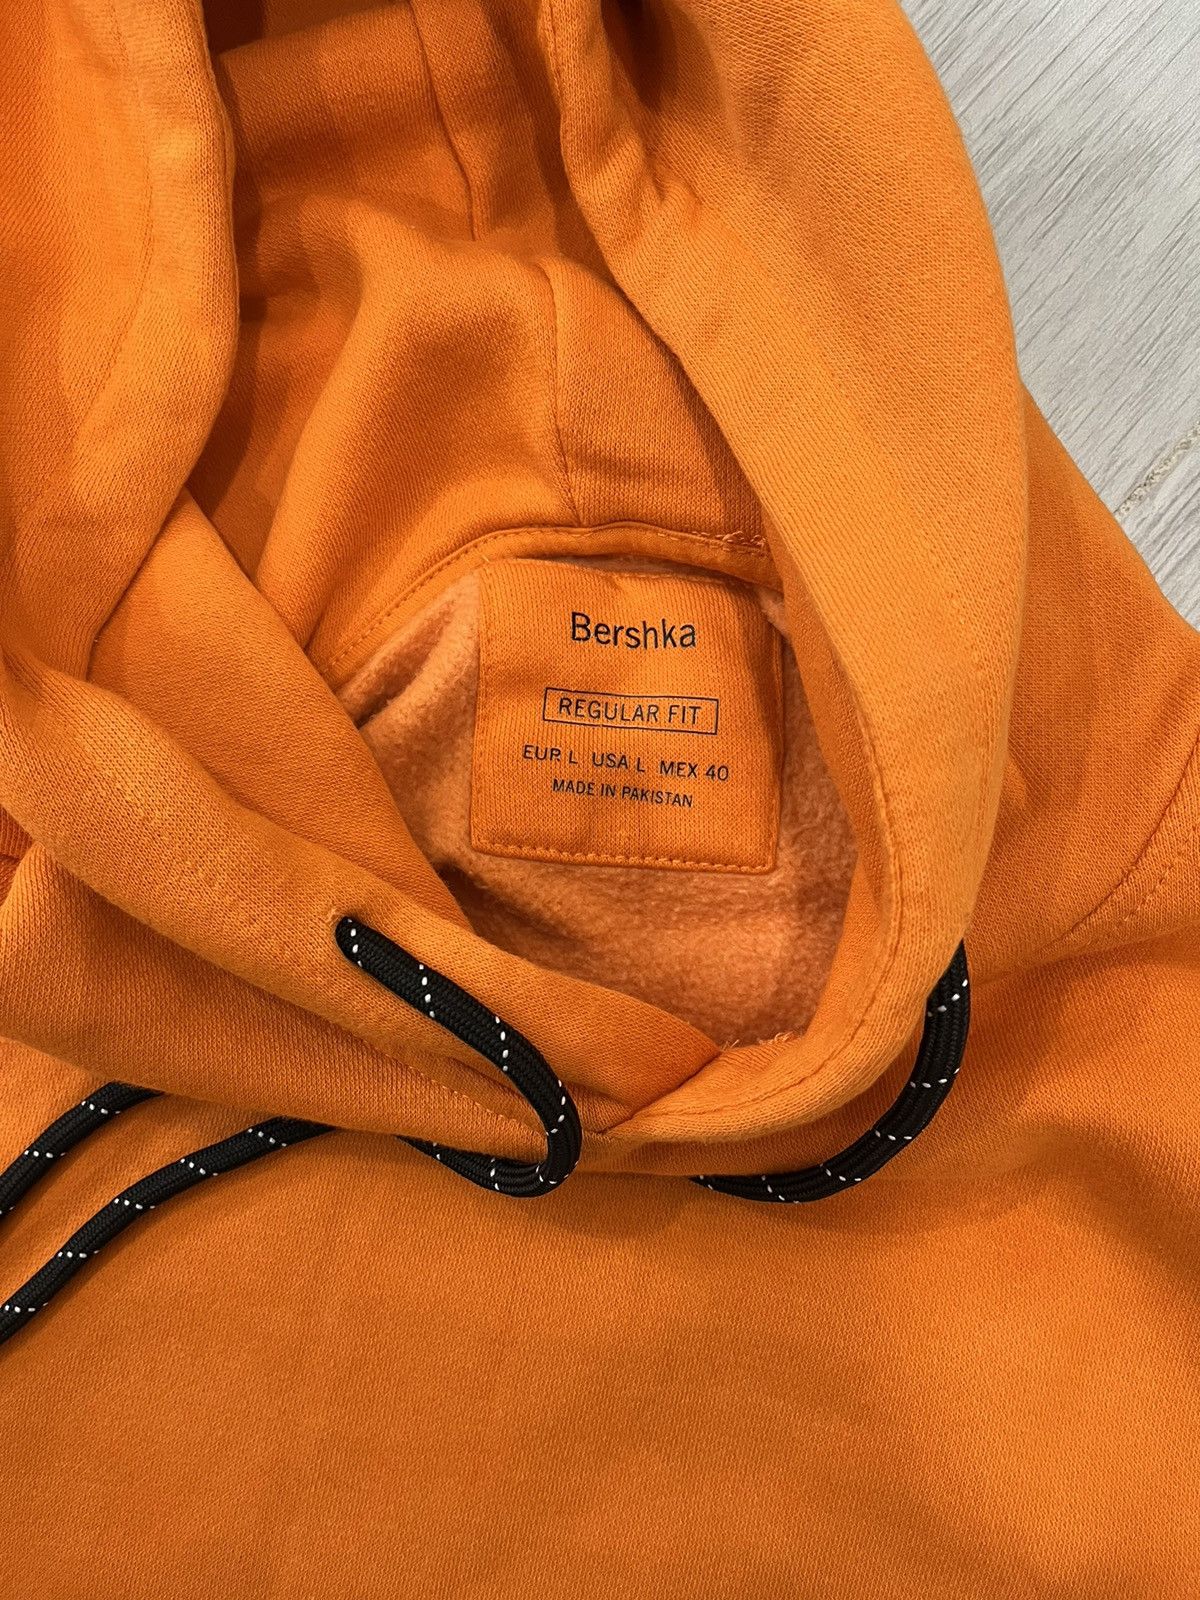 Bershka
REGULAR FIT
EUR L USA L MEX 40
MADE IN PAKISTAN